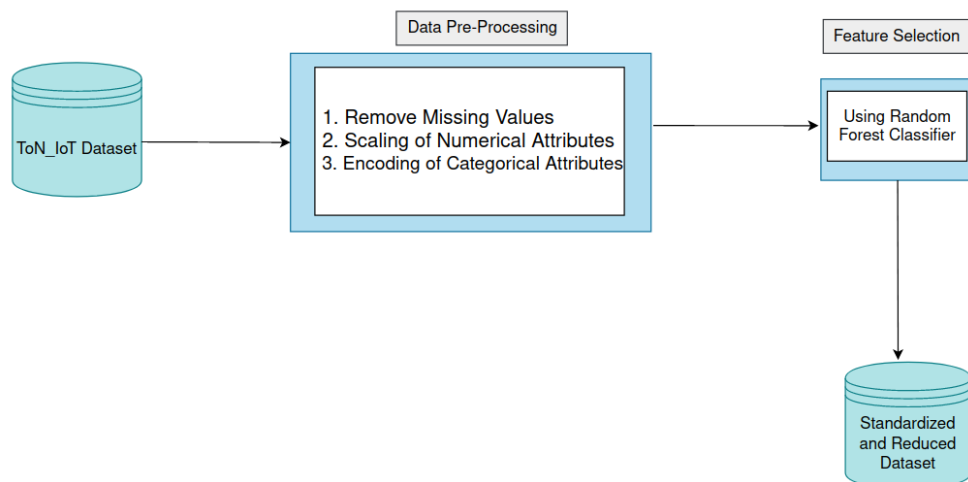 Data Pre-Processing
Feature Selection
ToN_IoT Dataset
1. Remove Missing Values
2. Scaling of Numerical Attributes
3. Encoding of Categorical Attributes
Using Random
Forest Classifier
Standardized
and Reduced
Dataset